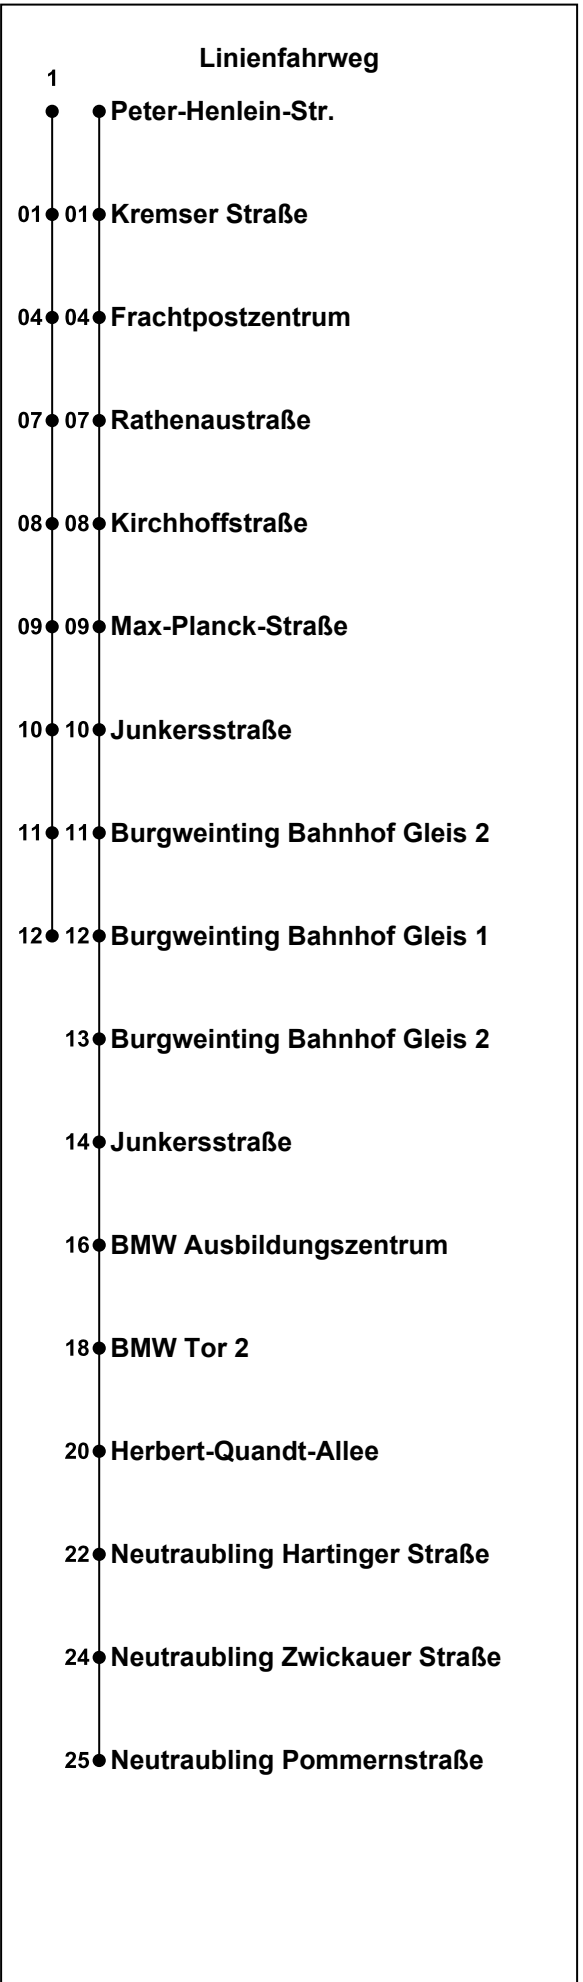 Linienfahrweg
1
Peter-Henlein-Str.
01 01 Kremser Straße
04 04 Frachtpostzentrum
07 07 Rathenaustraße
08 08 Kirchhoffstraße
09 09 Max-Planck-Straße
10 10 Junkersstraße
11 11 Burgweinting Bahnhof Gleis 2
12 12 Burgweinting Bahnhof Gleis 1
13 Burgweinting Bahnhof Gleis 2
14 Junkersstraße
16 BMW Ausbildungszentrum
18 BMW Tor 2
20 Herbert-Quandt-Allee
22 Neutraubling Hartinger Straße
24 Neutraubling Zwickauer Straße
25 Neutraubling Pommernstraße